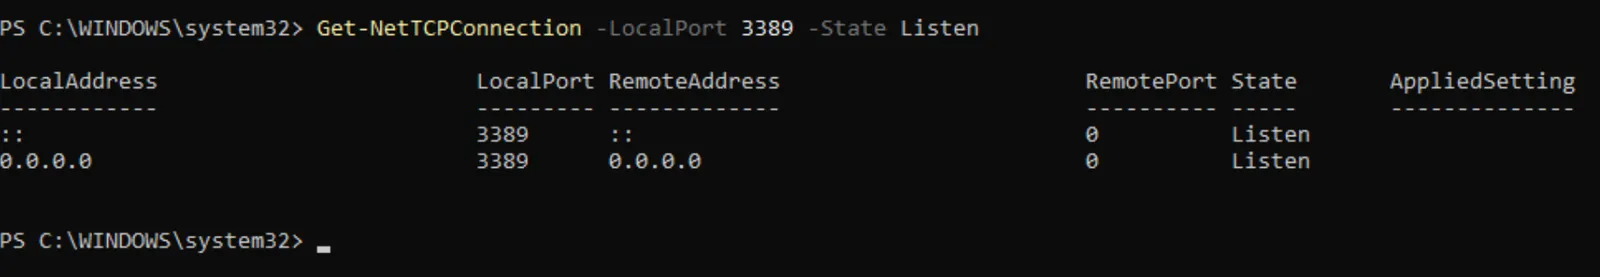 PS C:\WINDOWS\system32> Get-NetTCPConnection -LocalPort 3389 -State Listen
LocalAddress LocalPort RemoteAddress RemotePort State AppliedSetting
------------ --------- ------------- ---------- ----- --------------
:: 3389 :: 0 Listen
0.0.0.0 3389 0.0.0.0 0 Listen
PS C:\WINDOWS\system32> _